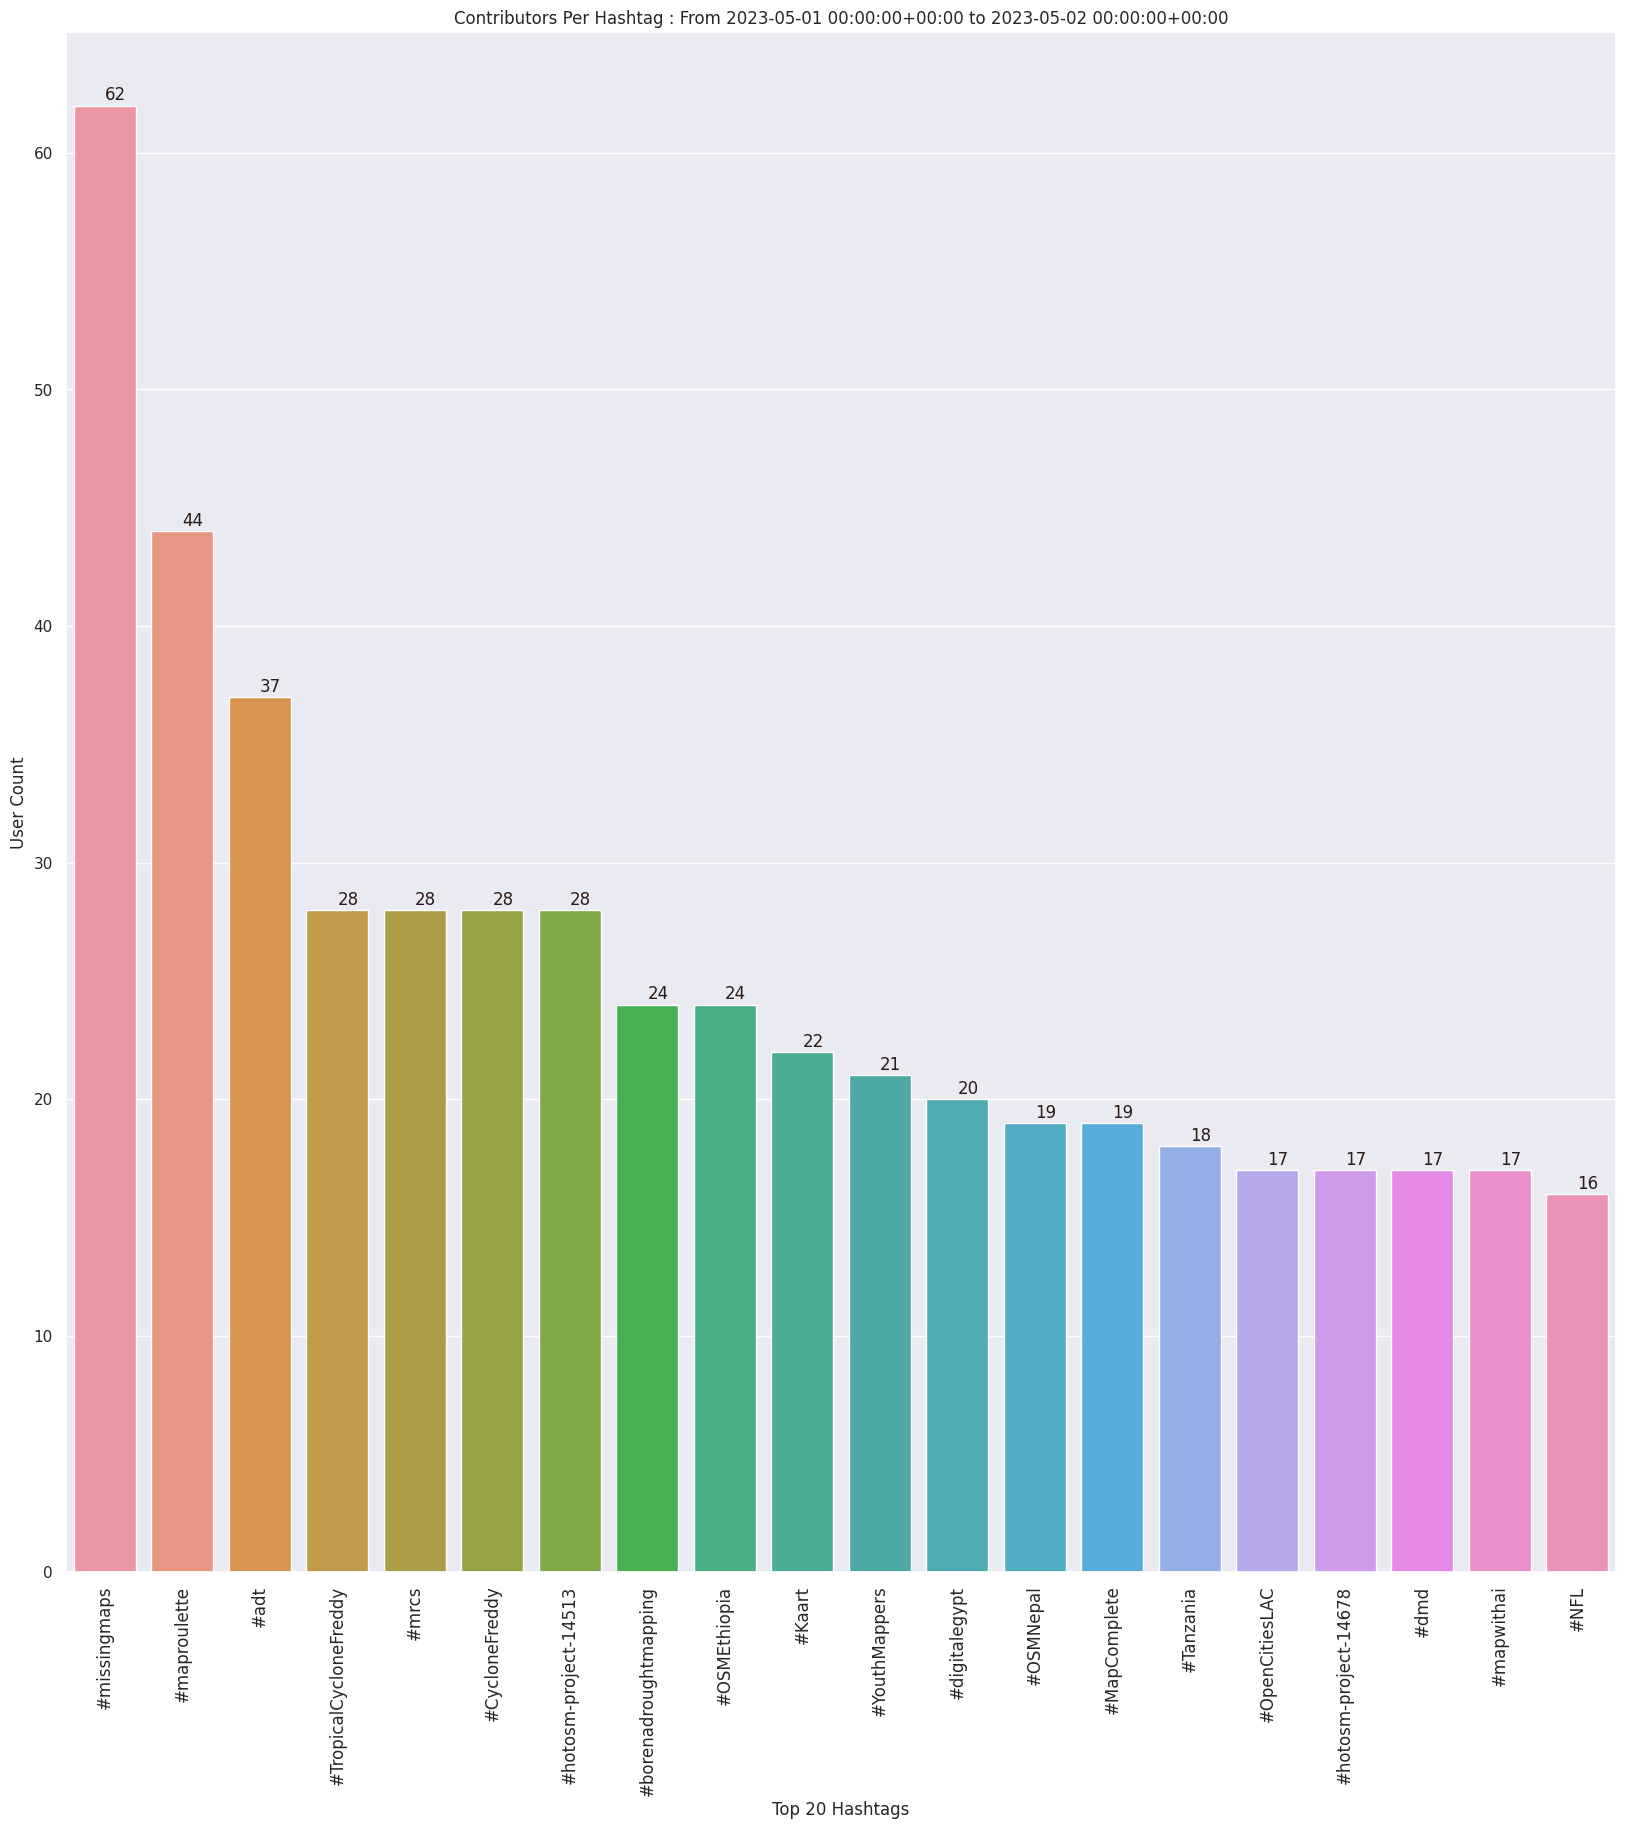 Contributors Per Hashtag : From 2023-05-01 00:00:00+00:00 to 2023-05-02 00:00:00+00:00
User Count
60
50
40
30
20
10
0
62
44
37
28
28
28
28
24
24
22
21
20
19
19
18
17
17
17
17
16
#missingmaps
#maproulette
#adt
#TropicalCycloneFreddy
#mrcs
#CycloneFreddy
#hotosm-project-14513
#borenadroughtmapping
#OSMEthiopia
#Kaart
#YouthMappers
#digitalegypt
#OSMNepal
#MapComplete
#Tanzania
#OpenCitiesLAC
#hotosm-project-14678
#dmd
#mapwithai
#NFL
Top 20 Hashtags